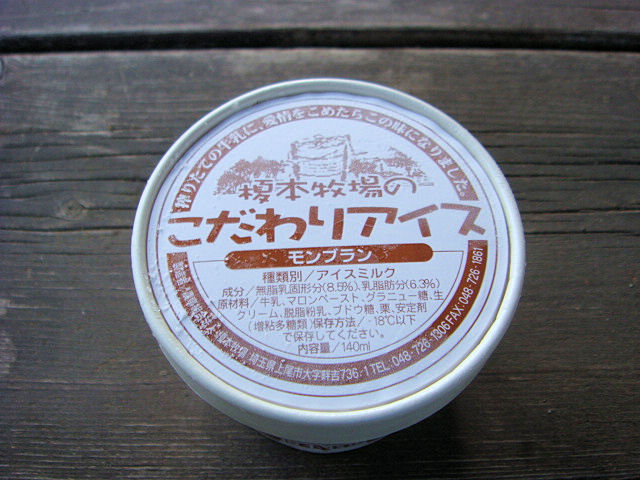 搾りたての牛乳に、愛情をこめたらこの味になりました。
榎本牧場の
こだわりアイス
モンブラン
種類別/アイスミルク
成分/無脂乳固形分(8.5%)、乳脂肪分(6.3%)
原材料/牛乳、マロンペースト、グラニュー糖、生
クリーム、脱脂粉乳、ブドウ糖、栗、安定剤
(増粘多糖類)保存方法/-18℃以下
で保存してください。
内容量/140ml
榎本牧場 埼玉県上尾市大字畔吉736-1 TEL:048-726-1306 FAX:048-726-1861